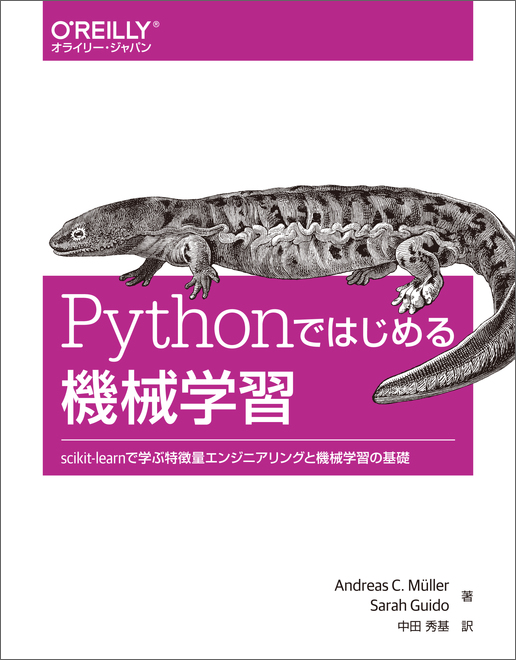 O'REILLY®
オライリー・ジャパン
Pythonではじめる
機械学習
scikit-learnで学ぶ特徴量エンジニアリングと機械学習の基礎
Andreas C. Müller
Sarah Guido 著
中田 秀基 訳